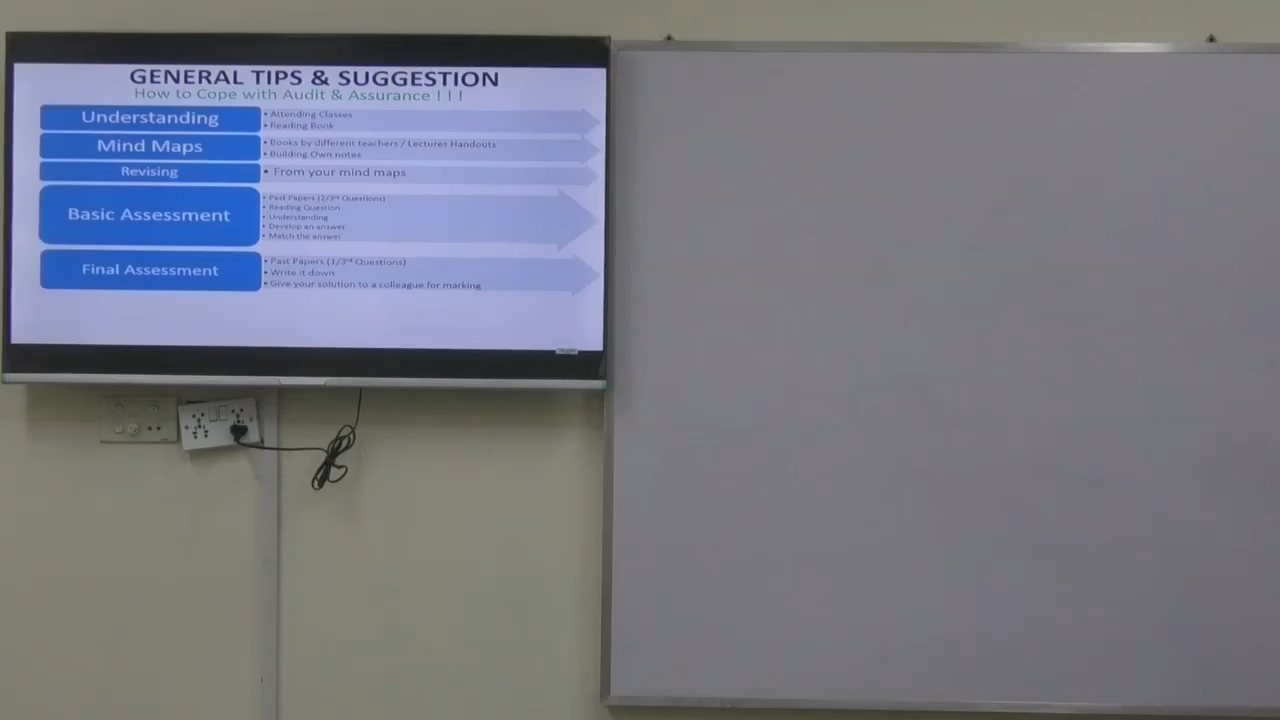 GENERAL TIPS & SUGGESTION
How to Cope with Audit & Assurance ! ! !
Understanding
• Attending Classes
• Reading Book
Mind Maps
• Books by different teachers / Lectures Handouts
• Building Own notes
Revising
• From your mind maps
Basic Assessment
• Past Papers (2/3rd Questions)
• Reading Question
• Understanding
• Develop an answer
• Match the answer
Final Assessment
• Past Papers (1/3rd Questions)
• Write it down
• Give your solution to a colleague for marking